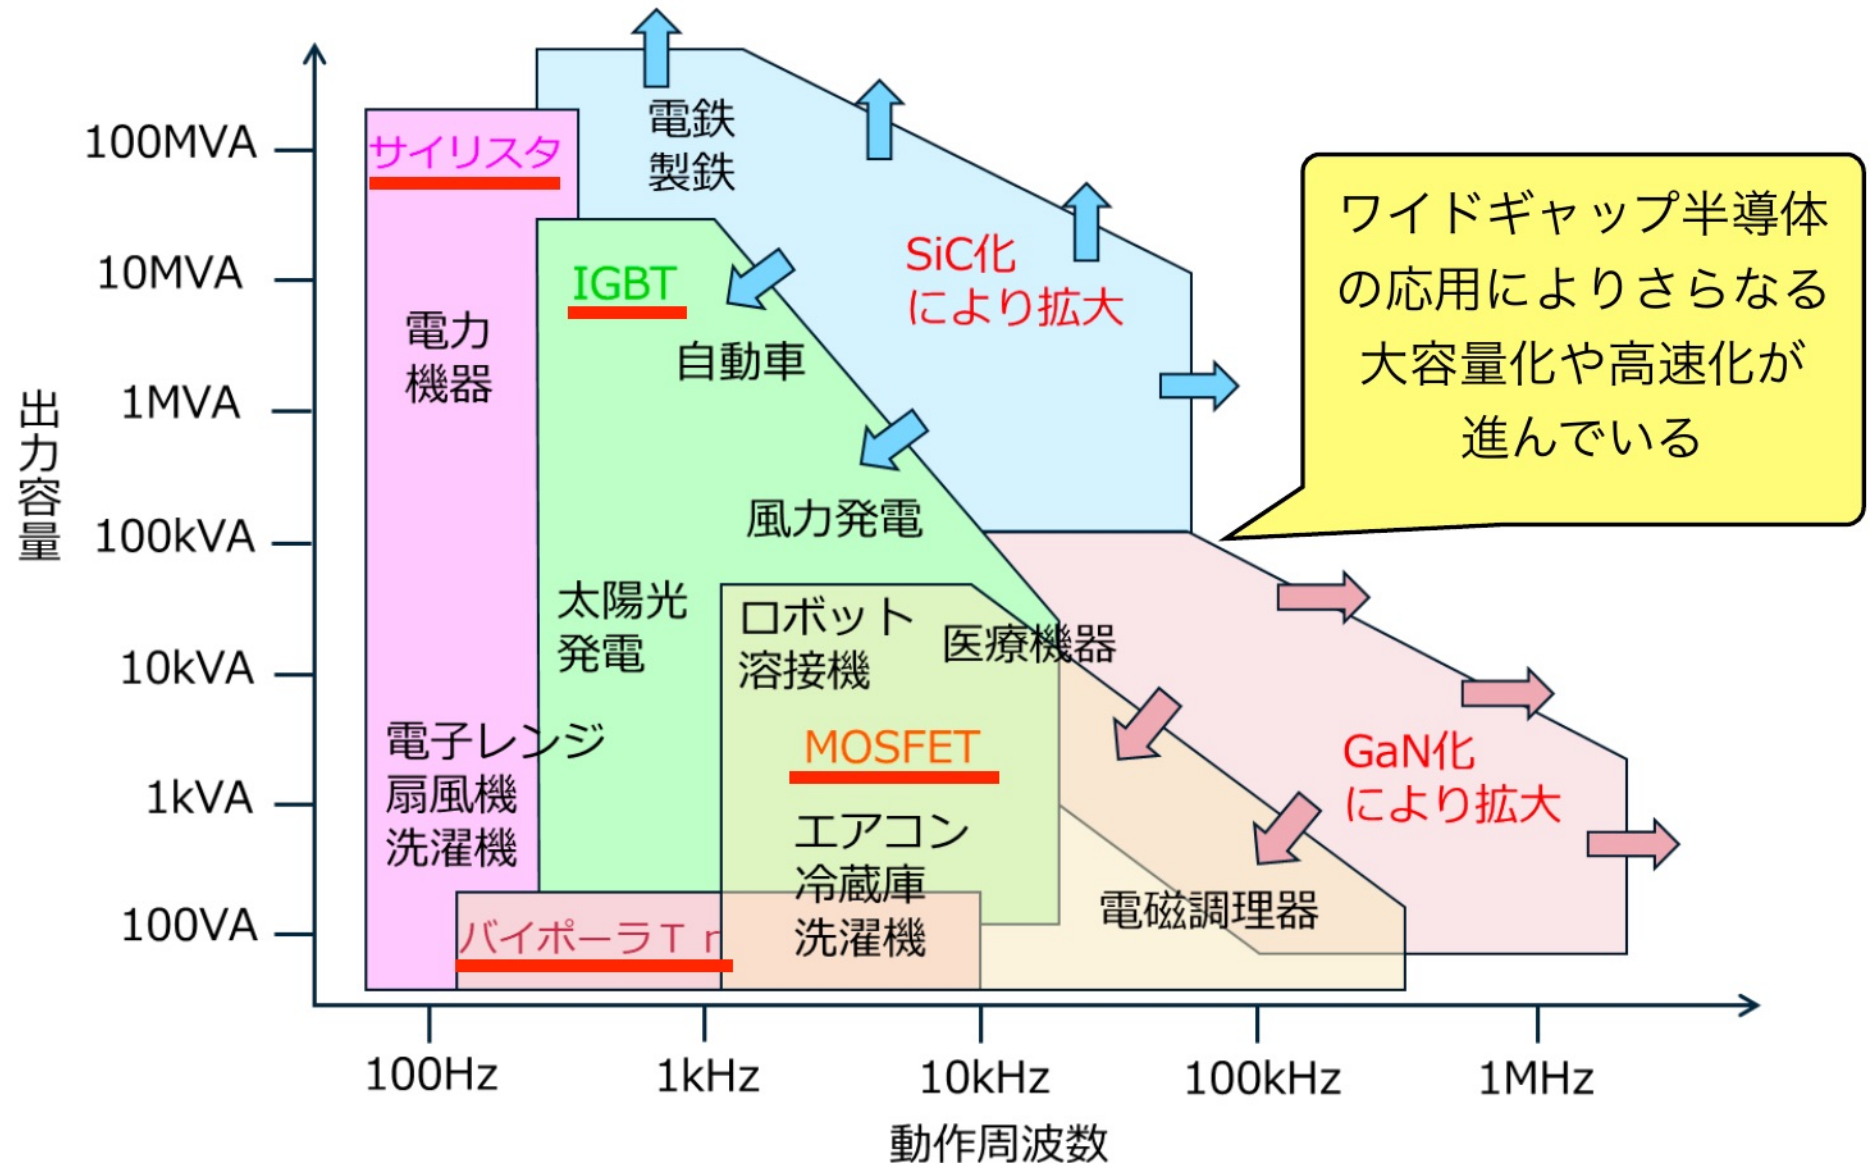 電鉄
製鉄
100MVA
サイリスタ
ワイドギャップ半導体
の応用によりさらなる
大容量化や高速化が
進んでいる
SiC化
により拡大
10MVA
IGBT
電力
機器
自動車
1MVA
出力容量
風力発電
100kVA
太陽光
発電
ロボット
溶接機
医療機器
10kVA
電子レンジ
扇風機
洗濯機
MOSFET
GaN化
により拡大
1kVA
エアコン
冷蔵庫
洗濯機
電磁調理器
100VA
バイポーラTr
100Hz
1kHz
10kHz
100kHz
1MHz
動作周波数